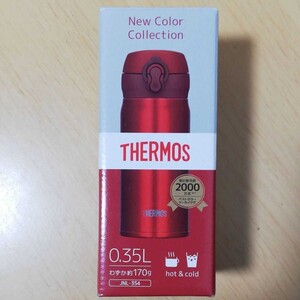 New Color
Collection
THERMOS
2000
THERMOS
0.35L
わずか約170g
JNL-354
hot & cold